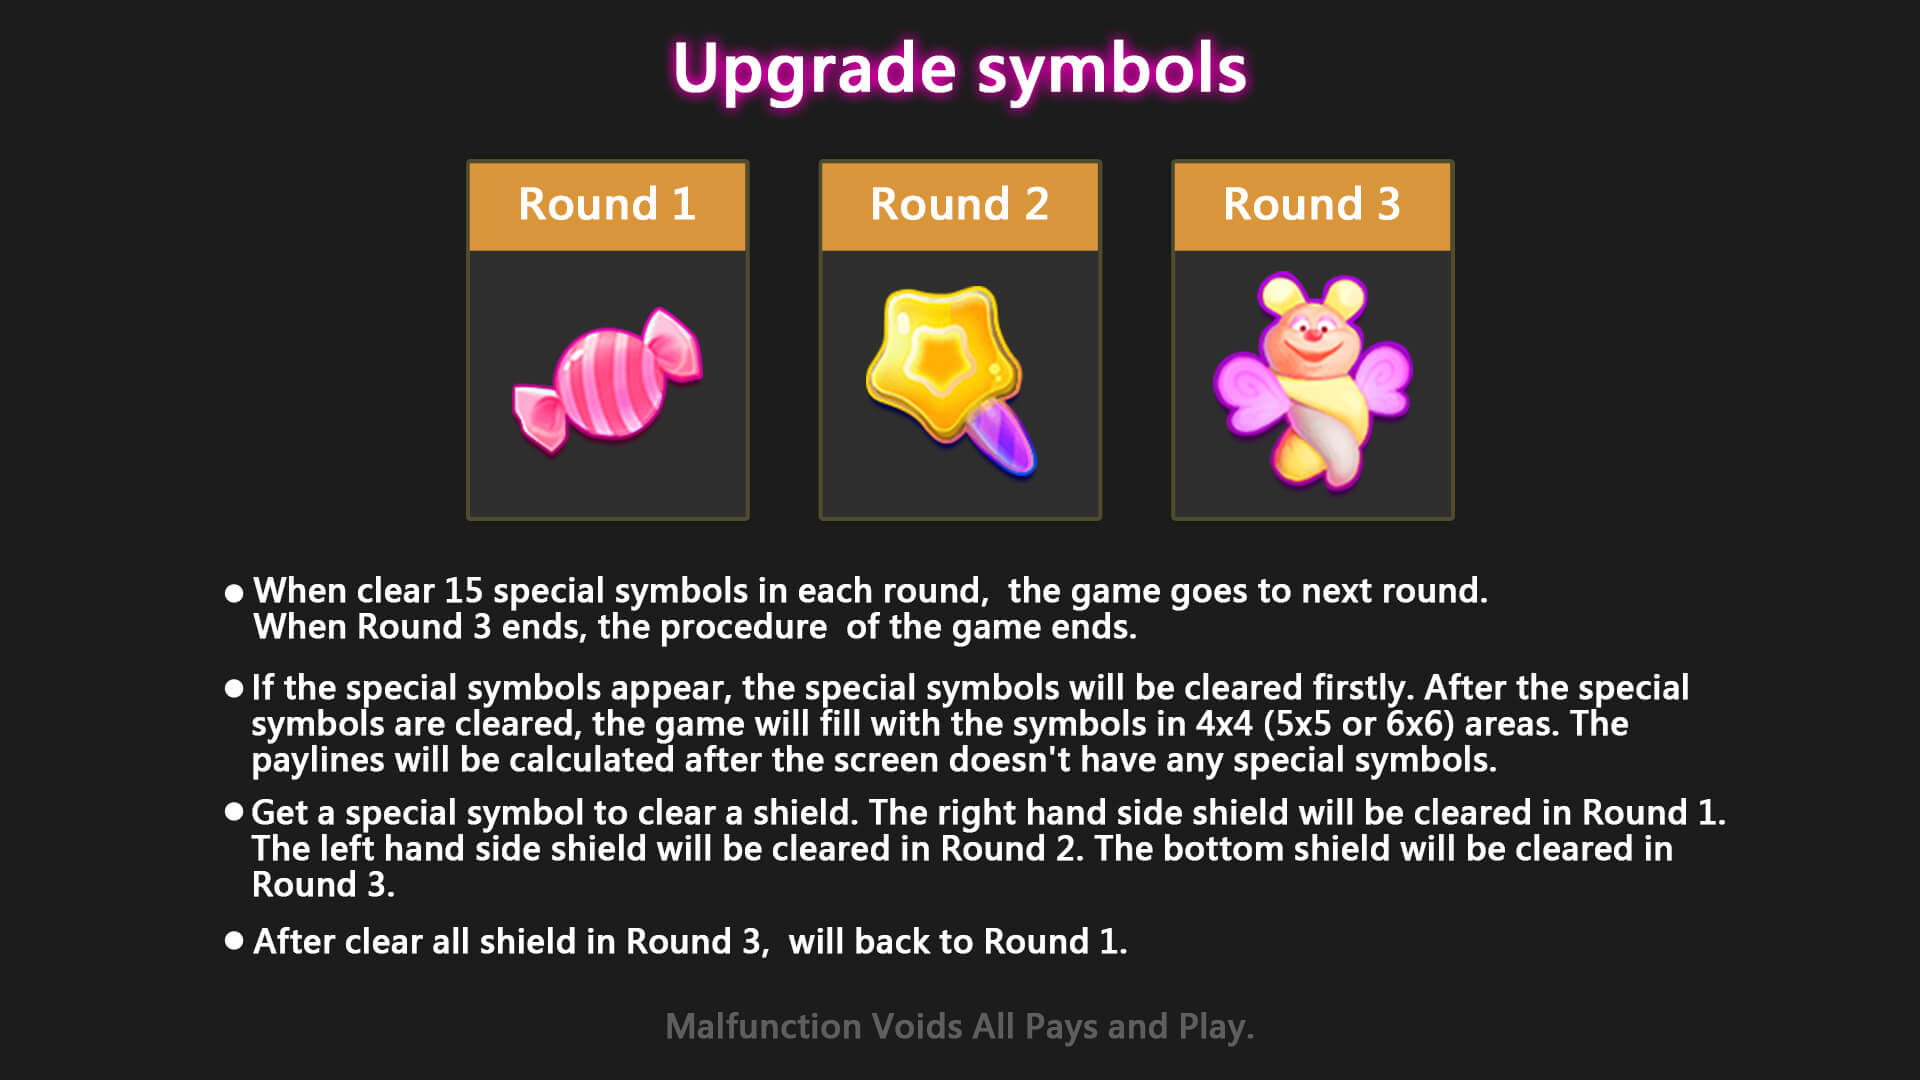 Upgrade symbols
Round 1
Round 2
Round 3
● When clear 15 special symbols in each round,  the game goes to next round.
When Round 3 ends, the procedure  of the game ends.
● If the special symbols appear, the special symbols will be cleared firstly. After the special
symbols are cleared, the game will fill with the symbols in 4x4 (5x5 or 6x6) areas. The
paylines will be calculated after the screen doesn't have any special symbols.
● Get a special symbol to clear a shield. The right hand side shield will be cleared in Round 1.
The left hand side shield will be cleared in Round 2. The bottom shield will be cleared in
Round 3.
● After clear all shield in Round 3,  will back to Round 1.
Malfunction Voids All Pays and Play.